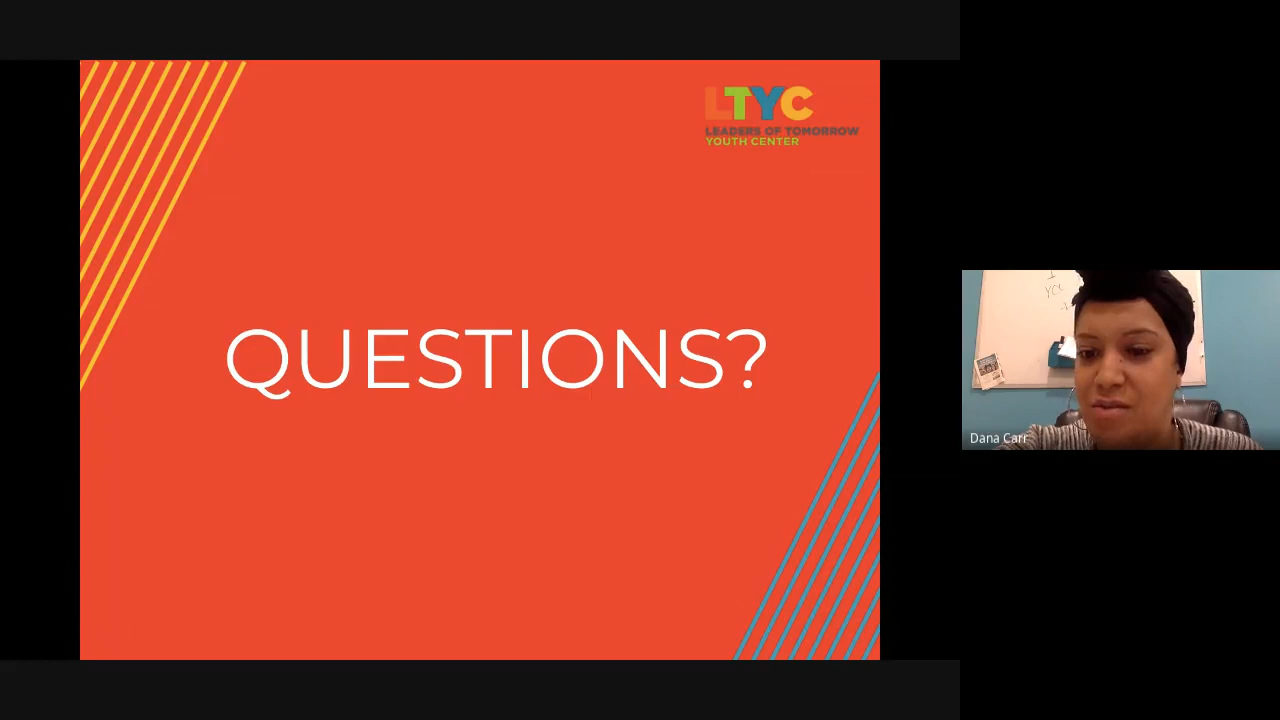 LTYC
LEADERS OF TOMORROW
YOUTH CENTER
QUESTIONS?
Dana Carr